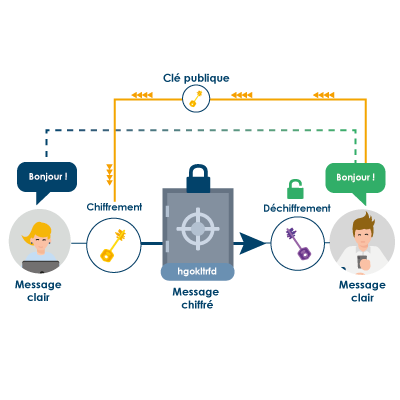 Clé publique
Bonjour !
Bonjour !
Chiffrement
Déchiffrement
hgokltrfd
Message
clair
Message
chiffré
Message
clair